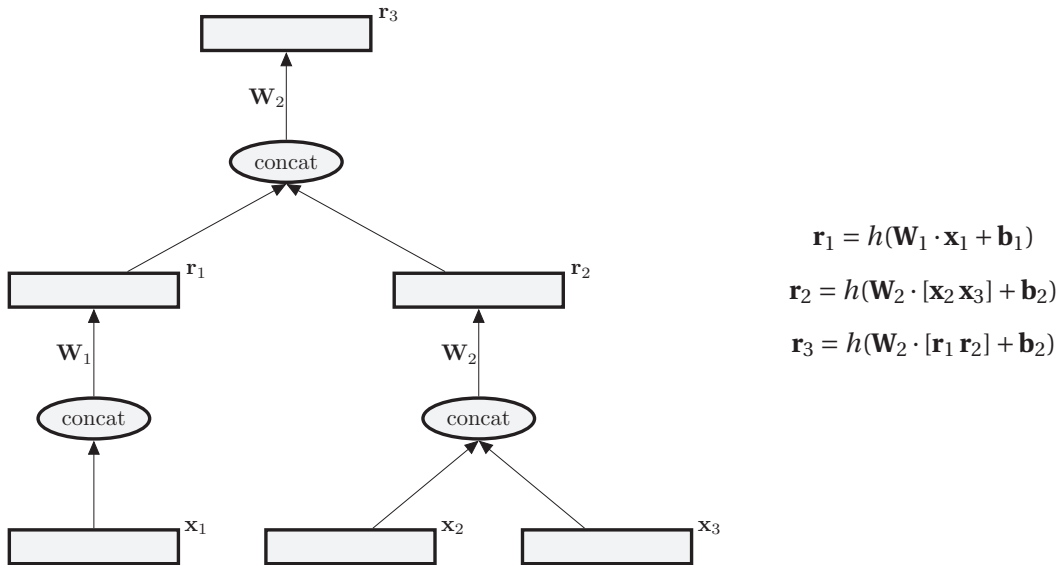 r₃
W₂
concat
r₁
r₂
W₁
W₂
concat
concat
x₁
x₂
x₃
r₁ = h(W₁ · x₁ + b₁)
r₂ = h(W₂ · [x₂ x₃] + b₂)
r₃ = h(W₂ · [r₁ r₂] + b₂)